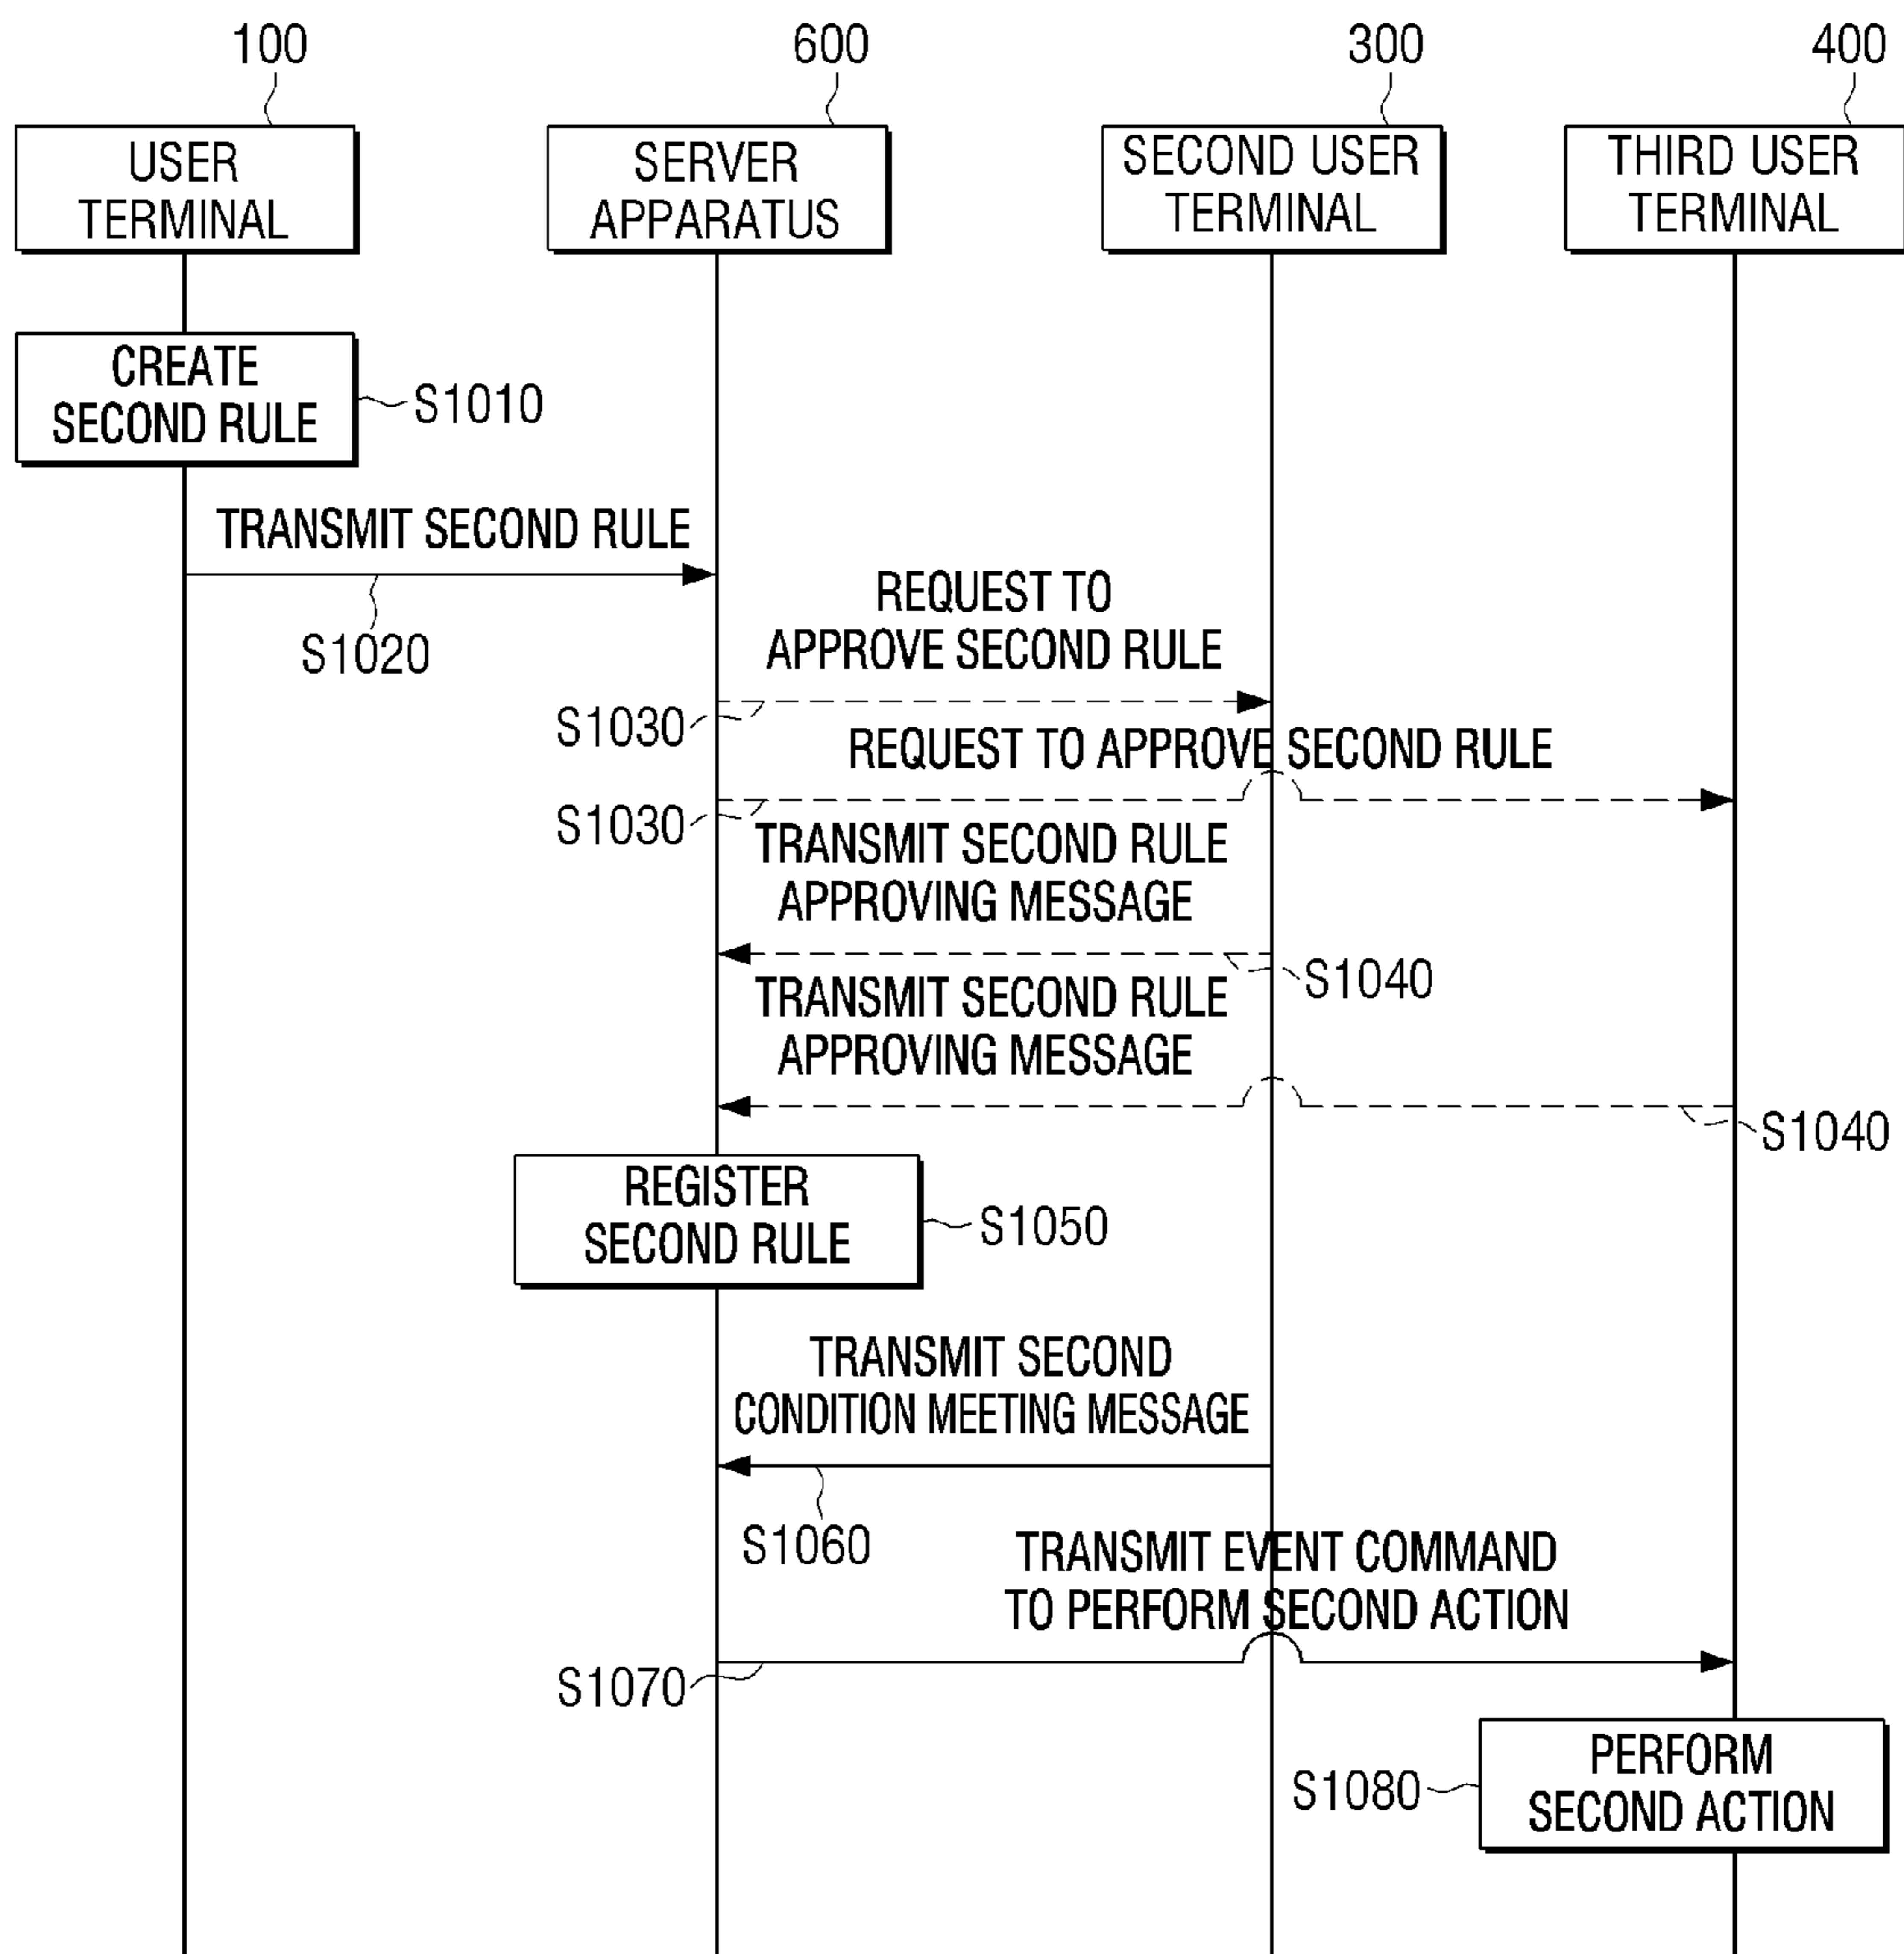 100
600
300
400
USER
TERMINAL
SERVER
APPARATUS
SECOND USER
TERMINAL
THIRD USER
TERMINAL
CREATE
SECOND RULE
S1010
TRANSMIT SECOND RULE
S1020
REQUEST TO
APPROVE SECOND RULE
S1030
REQUEST TO APPROVE SECOND RULE
S1030
TRANSMIT SECOND RULE
APPROVING MESSAGE
S1040
TRANSMIT SECOND RULE
APPROVING MESSAGE
S1040
REGISTER
SECOND RULE
S1050
TRANSMIT SECOND
CONDITION MEETING MESSAGE
S1060
TRANSMIT EVENT COMMAND
TO PERFORM SECOND ACTION
S1070
PERFORM
SECOND ACTION
S1080